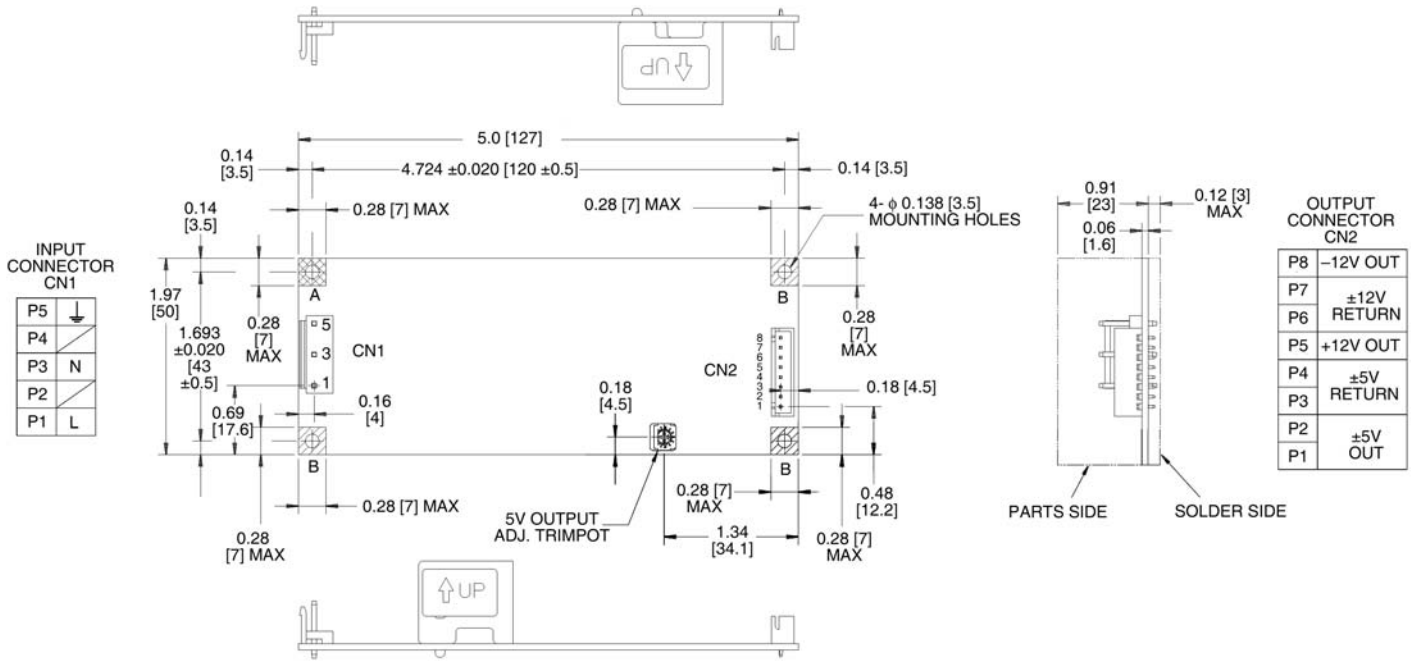 UP
5.0 [127]
0.14
[3.5]
4.724 ±0.020 [120 ±0.5]
0.14 [3.5]
0.14
[3.5]
0.28 [7] MAX
0.28 [7] MAX
4- ϕ 0.138 [3.5]
MOUNTING HOLES
0.91
[23]
0.12 [3]
MAX
0.06
[1.6]
INPUT
CONNECTOR
CN1
P5
P4
P3 N
P2
P1 L
1.97
[50]
1.693
±0.020
[43
±0.5]
0.69
[17.6]
0.28
[7]
MAX
A
B
5
3
1
CN1
0.16
[4]
CN2
8
7
6
5
4
3
2
1
0.28
[7]
MAX
0.18 [4.5]
0.18
[4.5]
B
B
0.28 [7] MAX
0.28
[7] MAX
5V OUTPUT
ADJ. TRIMPOT
0.28 [7]
MAX
0.48
[12.2]
1.34
[34.1]
0.28 [7]
MAX
PARTS SIDE
SOLDER SIDE
OUTPUT
CONNECTOR
CN2
P8 –12V OUT
P7
±12V
RETURN
P6
P5 +12V OUT
P4
±5V
RETURN
P3
P2
±5V
OUT
P1
UP